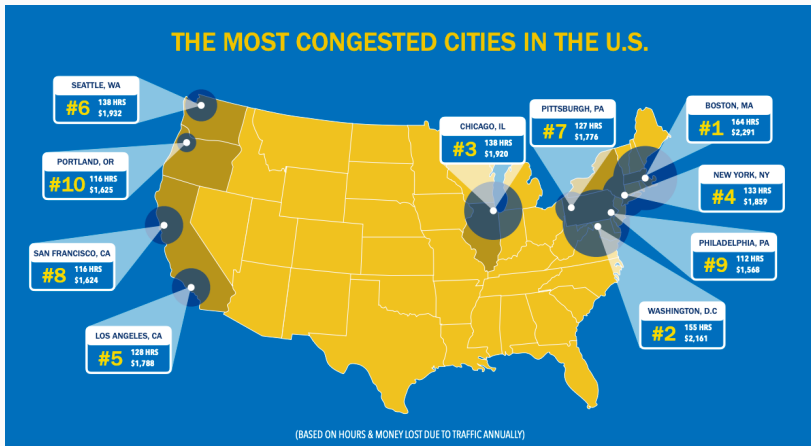 THE MOST CONGESTED CITIES IN THE U.S.
SEATTLE, WA
#6 138 HRS
$1,932
PORTLAND, OR
#10 116 HRS
$1,625
SAN FRANCISCO, CA
#8 116 HRS
$1,624
LOS ANGELES, CA
#5 128 HRS
$1,788
CHICAGO, IL
#3 138 HRS
$1,920
PITTSBURGH, PA
#7 127 HRS
$1,776
BOSTON, MA
#1 164 HRS
$2,291
NEW YORK, NY
#4 133 HRS
$1,859
PHILADELPHIA, PA
#9 112 HRS
$1,568
WASHINGTON, D.C
#2 155 HRS
$2,161
(BASED ON HOURS & MONEY LOST DUE TO TRAFFIC ANNUALLY)